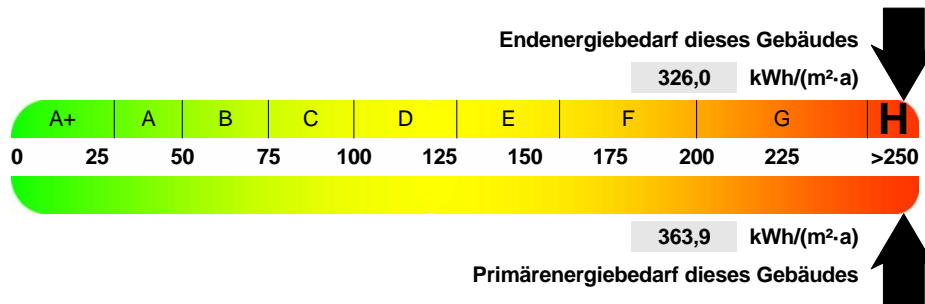 Endenergiebedarf dieses Gebäudes
326,0 kWh/(m²·a)
A+ A B C D E F G H
0 25 50 75 100 125 150 175 200 225 >250
363,9 kWh/(m²·a)
Primärenergiebedarf dieses Gebäudes